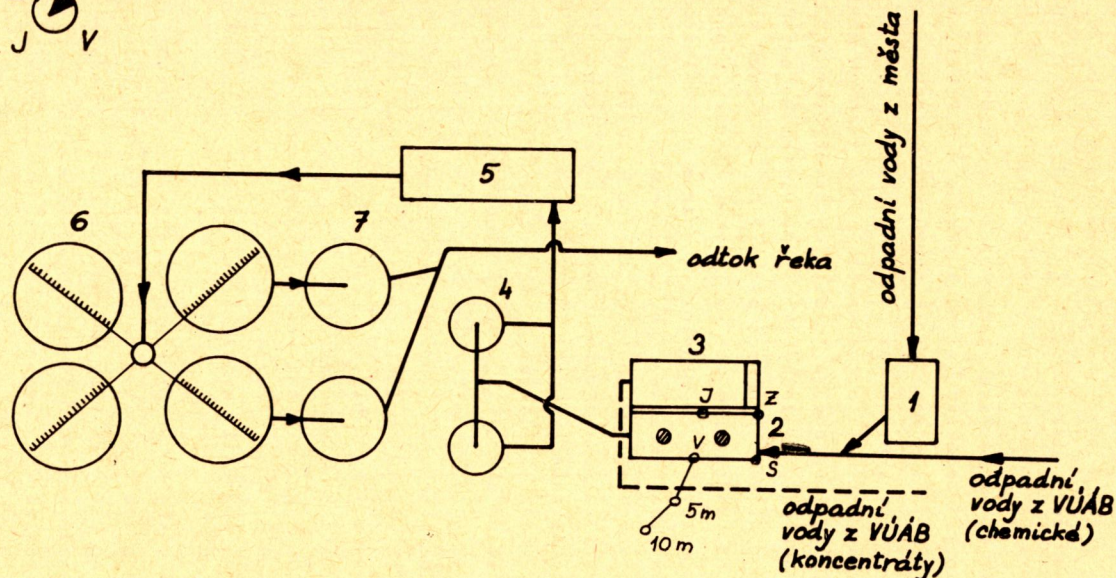 J V
odpadní vody z města
5
6
7
odtok řeka
4
3
1
J
Z
2
V
S
5m
10 m
odpadní
vody z VÚAB
(koncentráty)
odpadní
vody z VÚAB
(chemické)